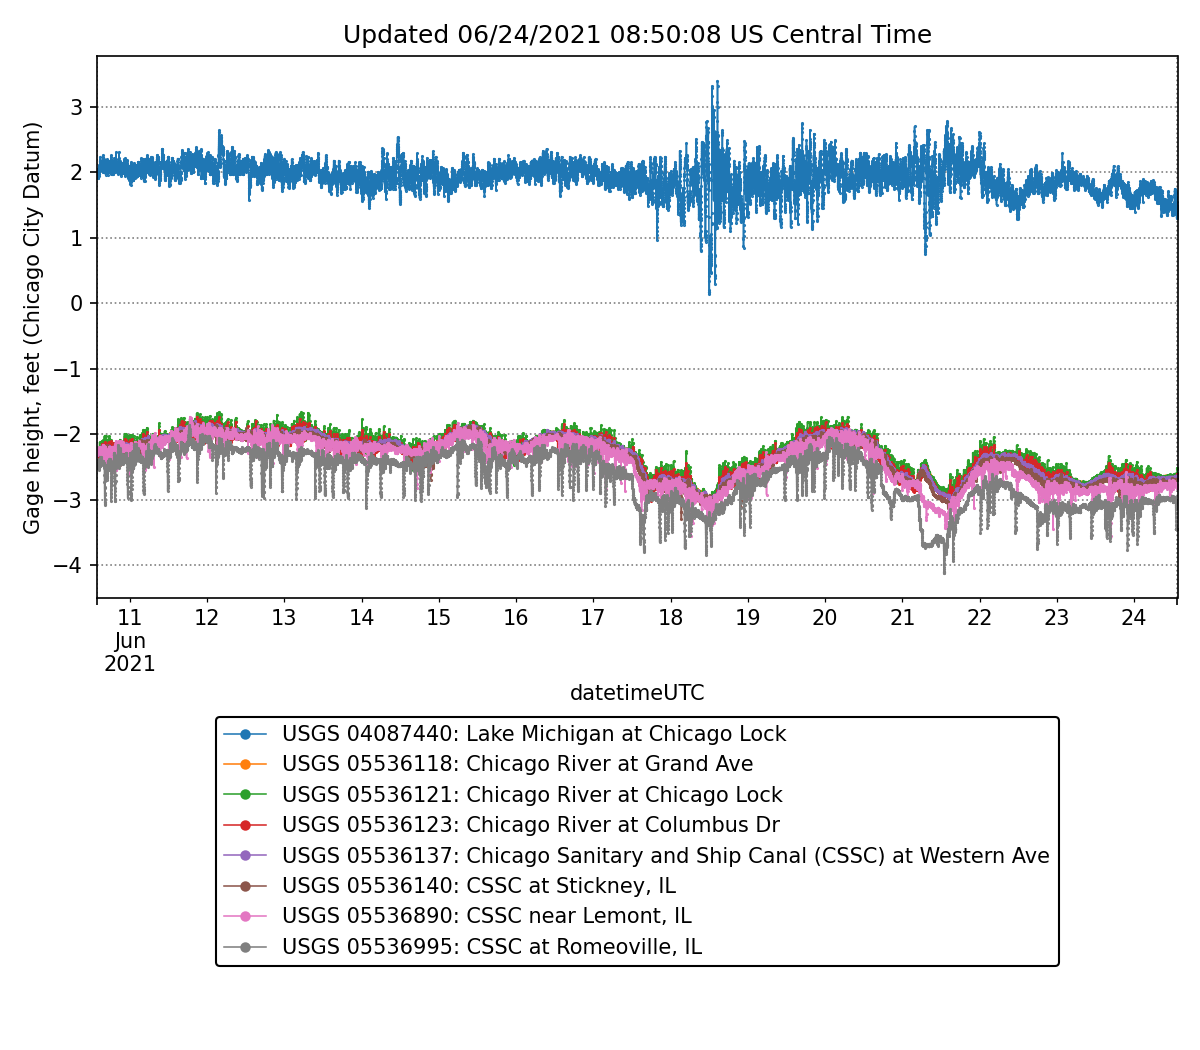 Updated 06/24/2021 08:50:08 US Central Time
Gage height, feet (Chicago City Datum)
3
2
1
0
−1
−2
−3
−4
11 12 13 14 15 16 17 18 19 20 21 22 23 24
Jun
2021
datetimeUTC
USGS 04087440: Lake Michigan at Chicago Lock
USGS 05536118: Chicago River at Grand Ave
USGS 05536121: Chicago River at Chicago Lock
USGS 05536123: Chicago River at Columbus Dr
USGS 05536137: Chicago Sanitary and Ship Canal (CSSC) at Western Ave
USGS 05536140: CSSC at Stickney, IL
USGS 05536890: CSSC near Lemont, IL
USGS 05536995: CSSC at Romeoville, IL